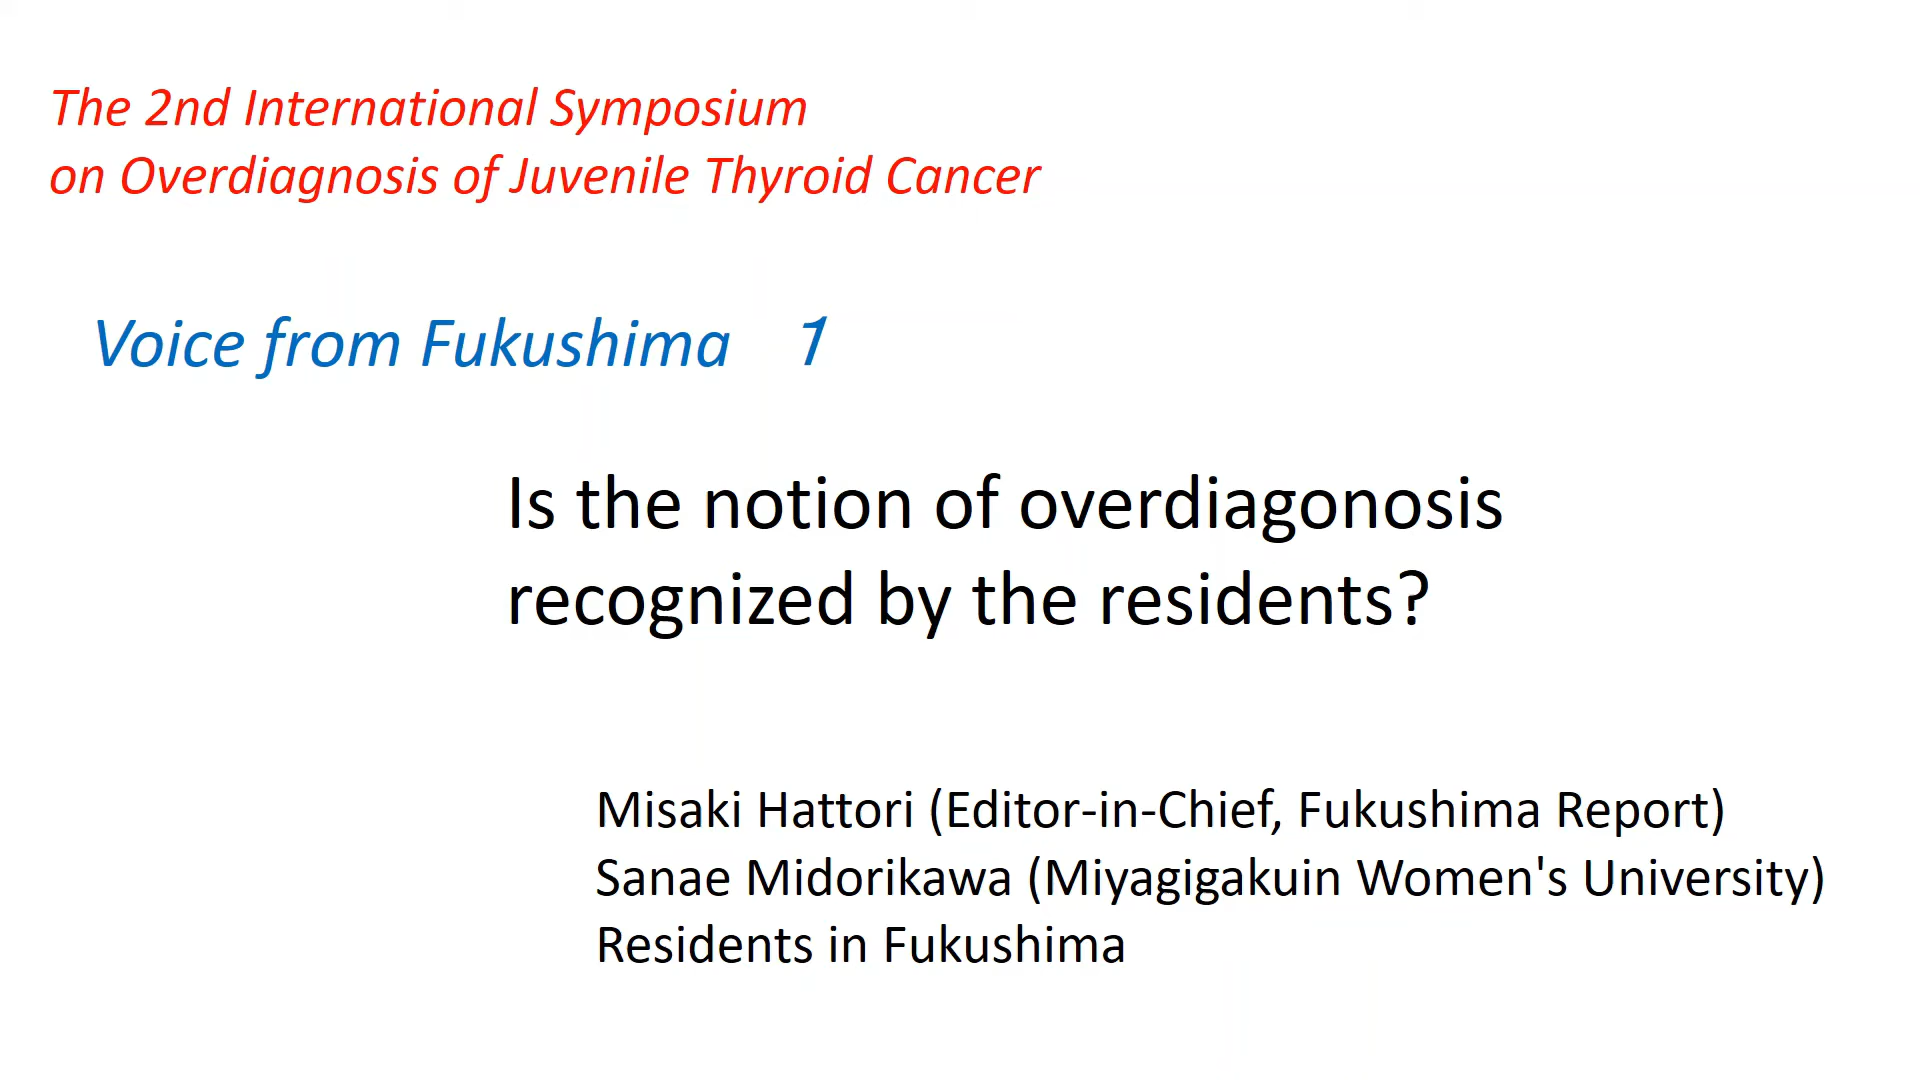 The 2nd International Symposium
on Overdiagnosis of Juvenile Thyroid Cancer
Voice from Fukushima 1
Is the notion of overdiagonosis
recognized by the residents?
Misaki Hattori (Editor-in-Chief, Fukushima Report)
Sanae Midorikawa (Miyagigakuin Women's University)
Residents in Fukushima